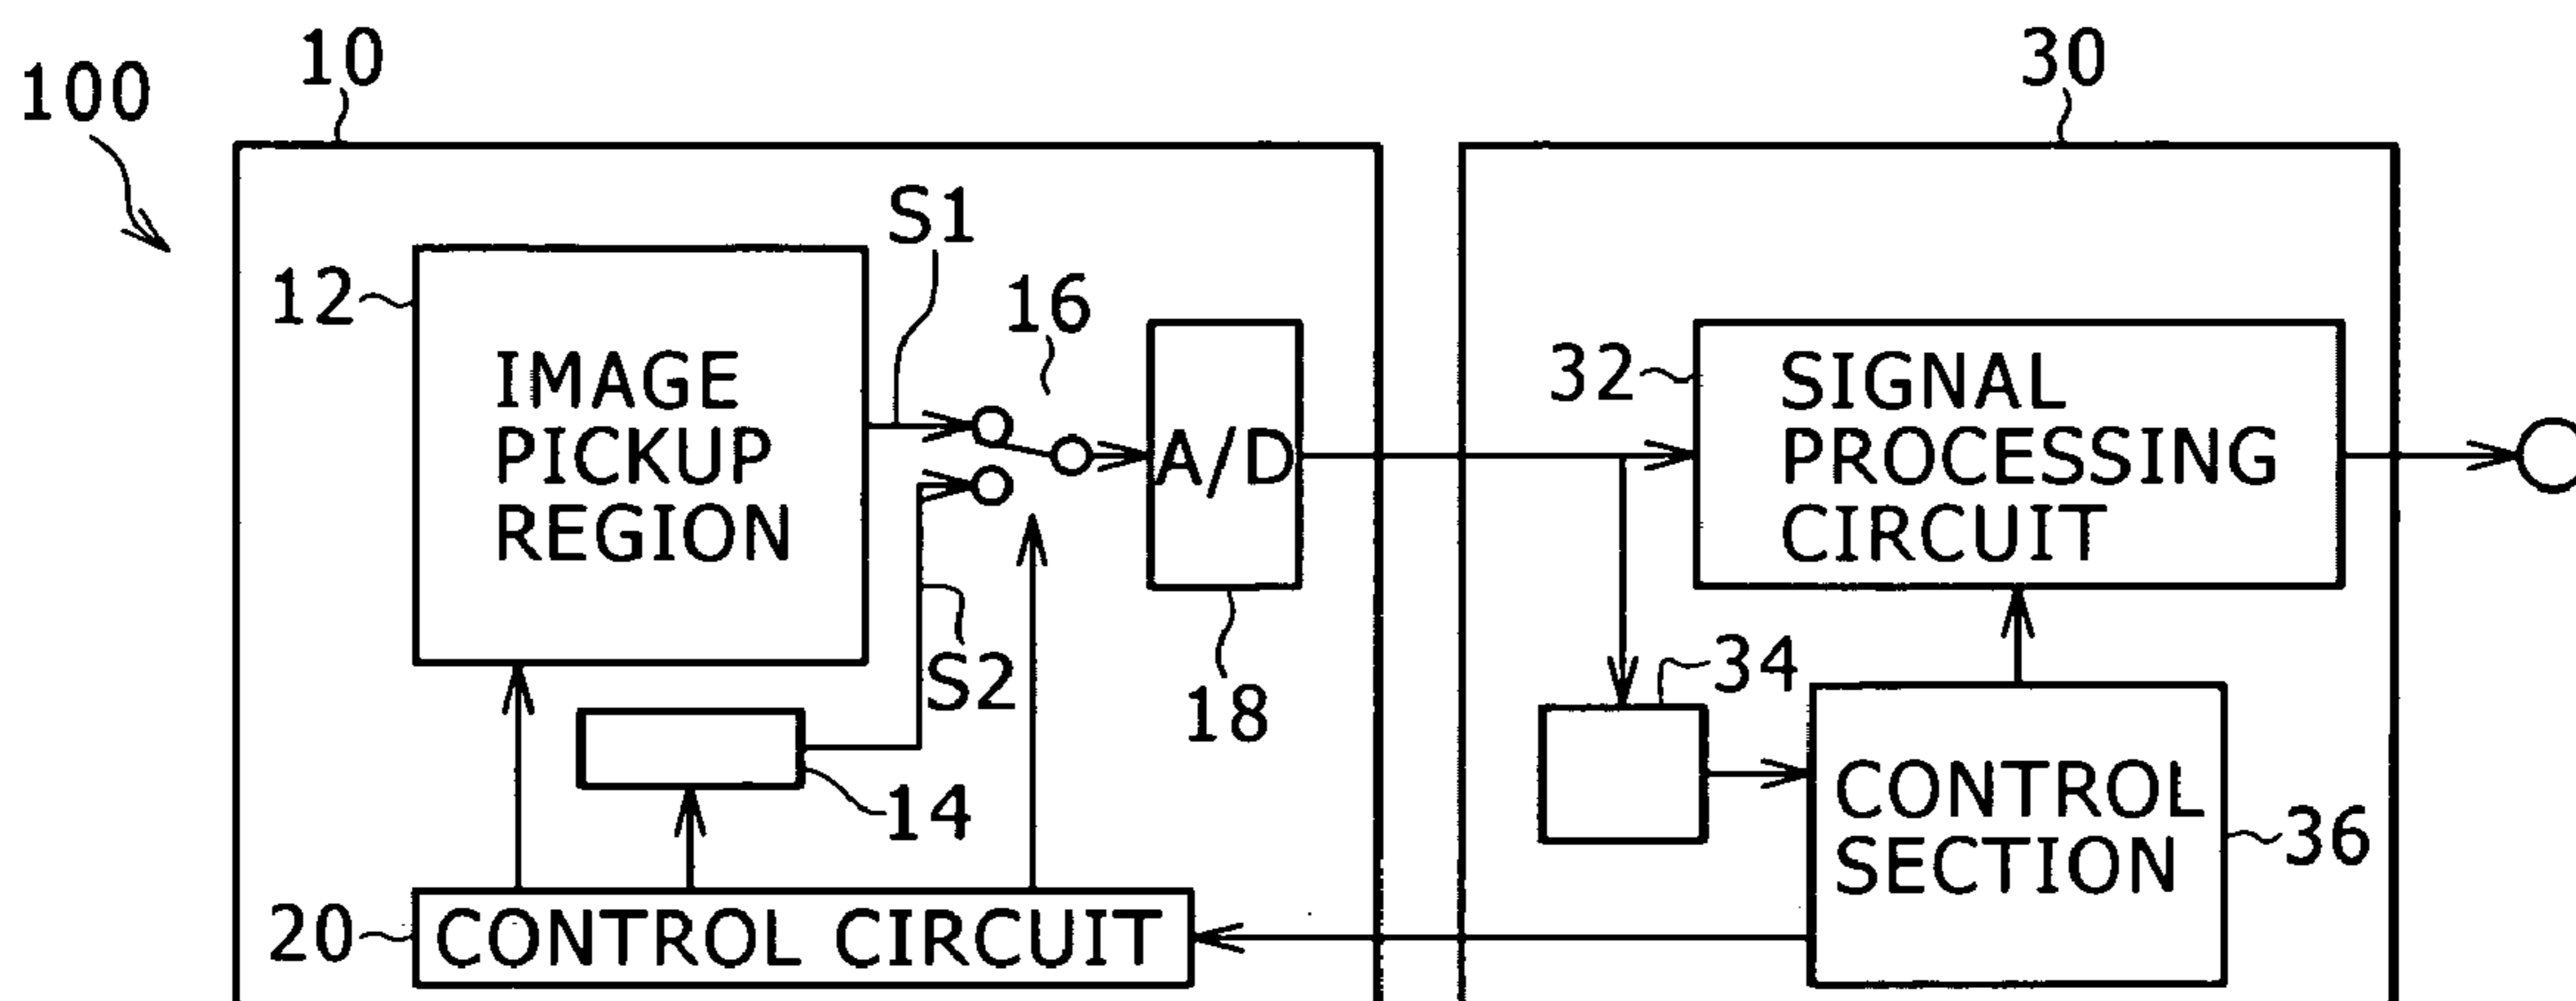 100
10
30
S1
12
16
IMAGE
PICKUP
REGION
A/D
32
SIGNAL
PROCESSING
CIRCUIT
S2
18
34
14
CONTROL
SECTION
36
20
CONTROL CIRCUIT